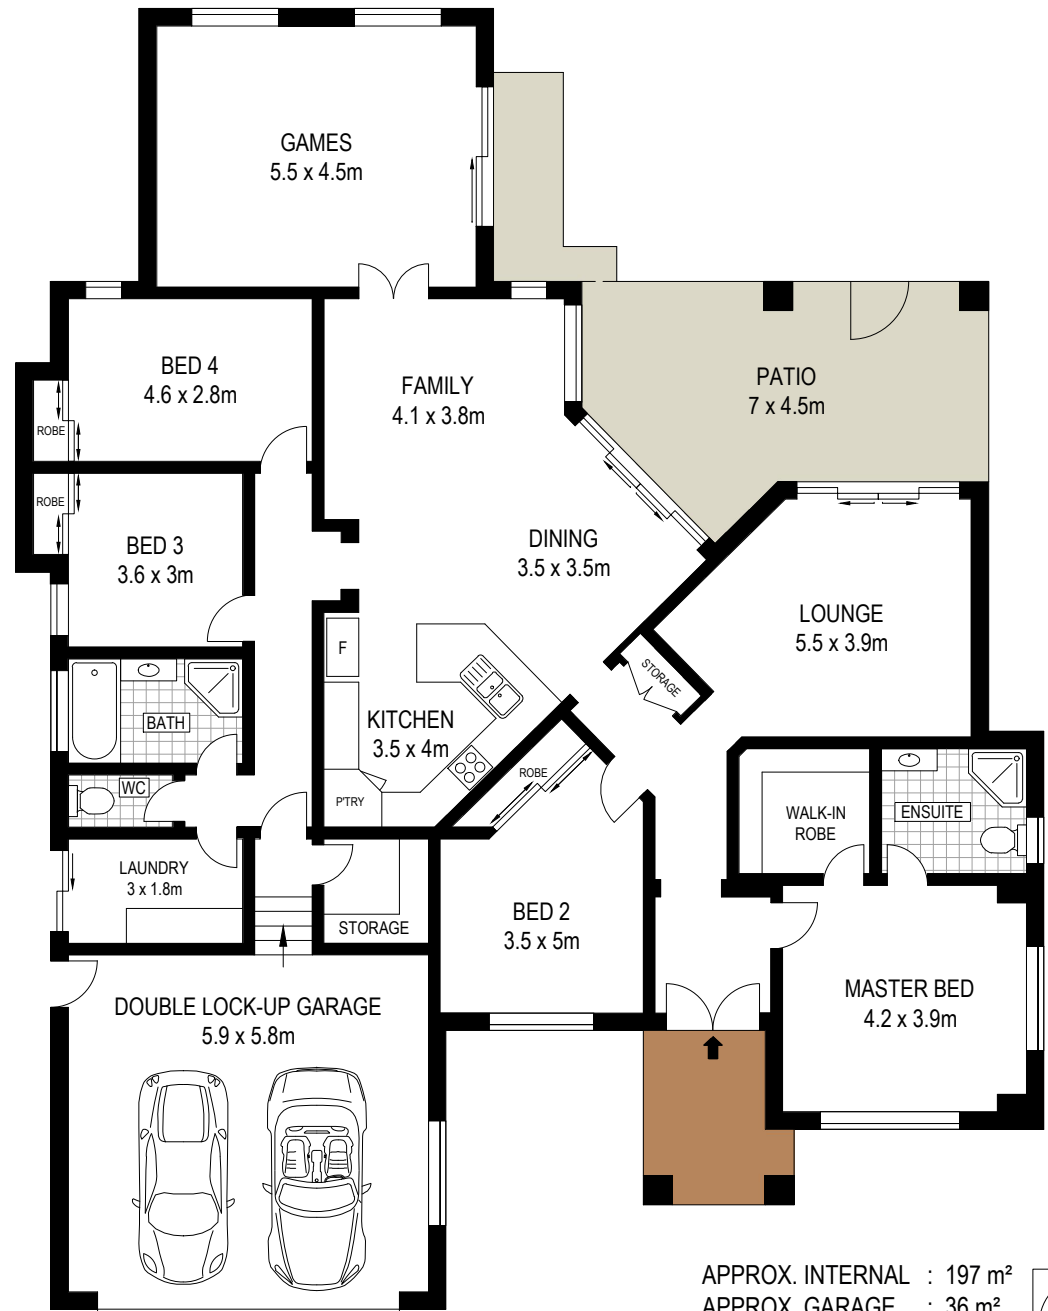 GAMES
5.5 x 4.5m
BED 4
4.6 x 2.8m
FAMILY
4.1 x 3.8m
PATIO
7 x 4.5m
ROBE
ROBE
BED 3
3.6 x 3m
DINING
3.5 x 3.5m
LOUNGE
5.5 x 3.9m
F
STORAGE
BATH
KITCHEN
3.5 x 4m
ROBE
WC
P'TRY
WALK-IN
ROBE
ENSUITE
LAUNDRY
3 x 1.8m
STORAGE
BED 2
3.5 x 5m
MASTER BED
4.2 x 3.9m
DOUBLE LOCK-UP GARAGE
5.9 x 5.8m
APPROX. INTERNAL : 197 m²
APPROX. GARAGE : 36 m²